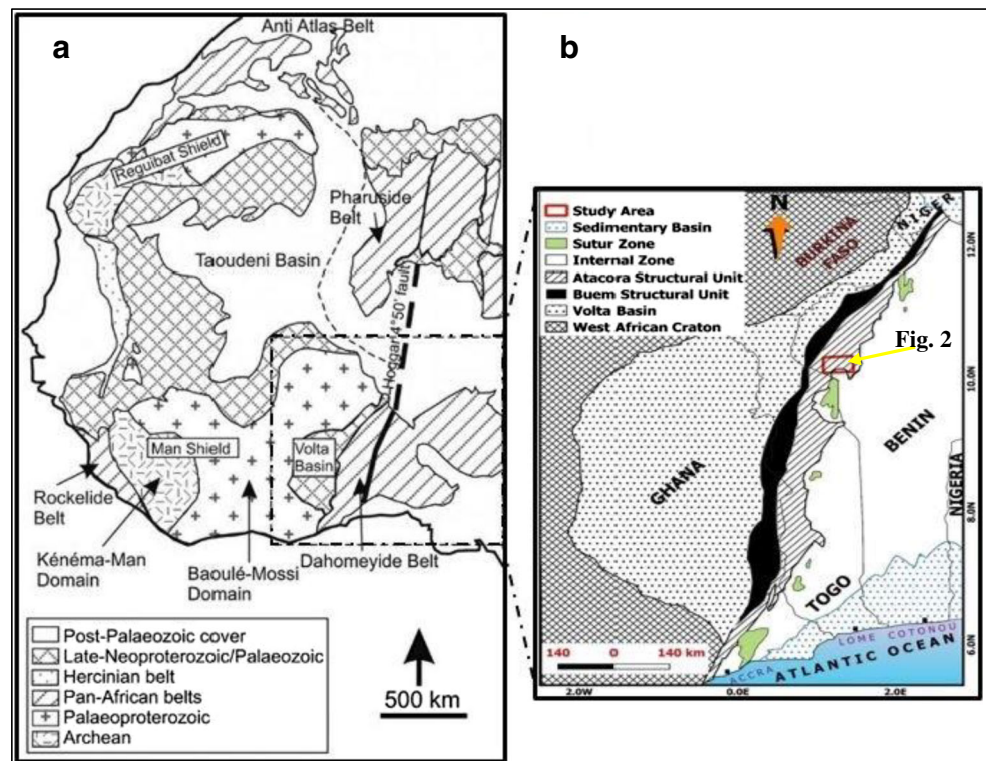 a
Anti Atlas Belt
Reguibat Shield
Pharuside
Belt
Taoudeni Basin
Hoggar 4°50' fault
Man Shield
Volta
Basin
Rockelide
Belt
Kénéma-Man
Domain
Baoulé-Mossi
Domain
Dahomeyide Belt
Post-Palaeozoic cover
Late-Neoproterozoic/Palaeozoic
Hercinian belt
Pan-African belts
Palaeoproterozoic
Archean
500 km
b
Study Area
Sedimentary Basin
Sutur Zone
Internal Zone
Atacora Structural Unit
Buem Structural Unit
Volta Basin
West African Craton
N
NIGER
BURKINA
FASO
12.0N
Fig. 2
10.0N
BENIN
GHANA
NIGERIA
8.0N
TOGO
6.0N
LOME COTONOU
ACCRA
ATLANTIC OCEAN
140 0 140 km
2.0W 0.0E 2.0E